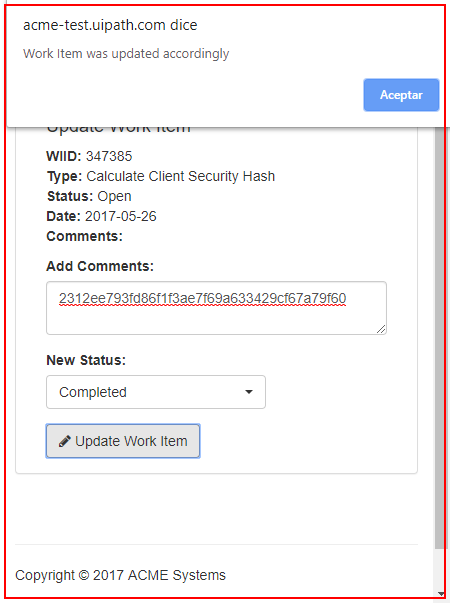 acme-test.uipath.com dice
Work Item was updated accordingly
Aceptar
Update Work Item
WIID: 347385
Type: Calculate Client Security Hash
Status: Open
Date: 2017-05-26
Comments:
Add Comments:
2312ee793fd86f1f3ae7f69a633429cf67a79f60
New Status:
Completed
Update Work Item
Copyright © 2017 ACME Systems